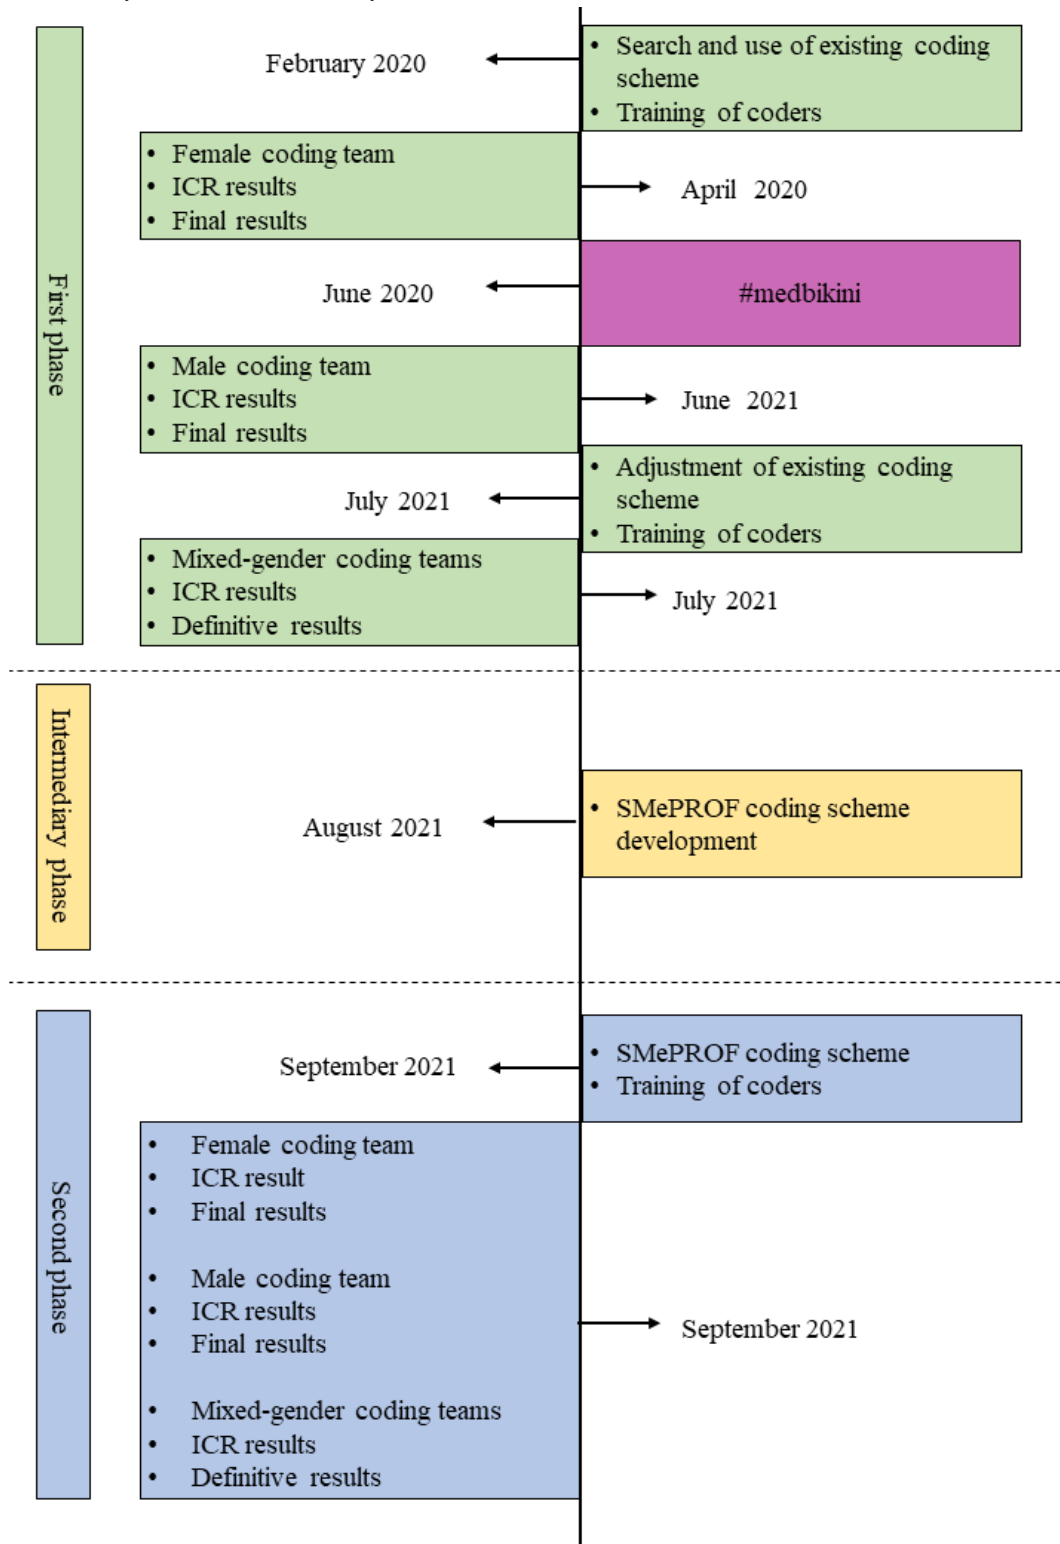 First phase
February 2020
• Search and use of existing coding
scheme
• Training of coders
• Female coding team
• ICR results
• Final results
April 2020
June 2020
#medbikini
• Male coding team
• ICR results
• Final results
June 2021
July 2021
• Adjustment of existing coding
scheme
• Training of coders
• Mixed-gender coding teams
• ICR results
• Definitive results
July 2021
Intermediary phase
August 2021
• SMePROF coding scheme
development
Second phase
September 2021
• SMePROF coding scheme
• Training of coders
• Female coding team
• ICR result
• Final results
• Male coding team
• ICR results
• Final results
• Mixed-gender coding teams
• ICR results
• Definitive results
September 2021